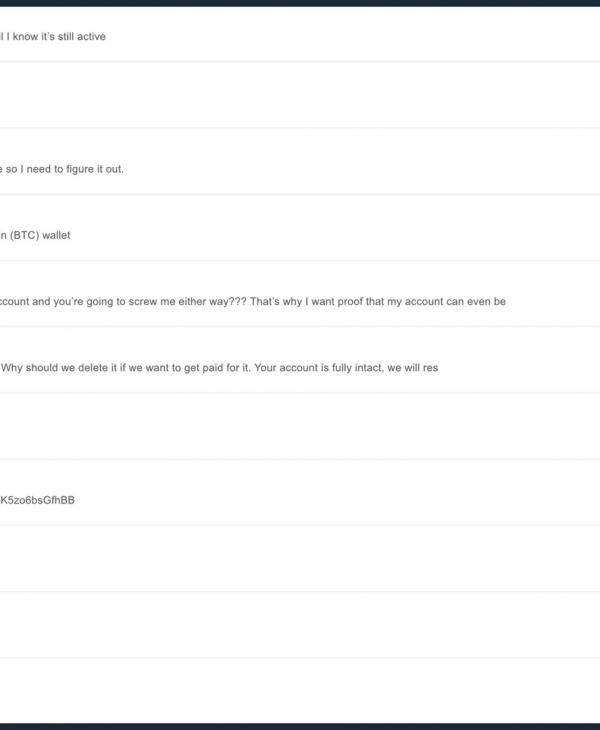 l I know it's still active
e so I need to figure it out.
n (BTC) wallet
ccount and you're going to screw me either way??? That's why I want proof that my account can even be
Why should we delete it if we want to get paid for it. Your account is fully intact, we will res
K5zo6bsGfhBB